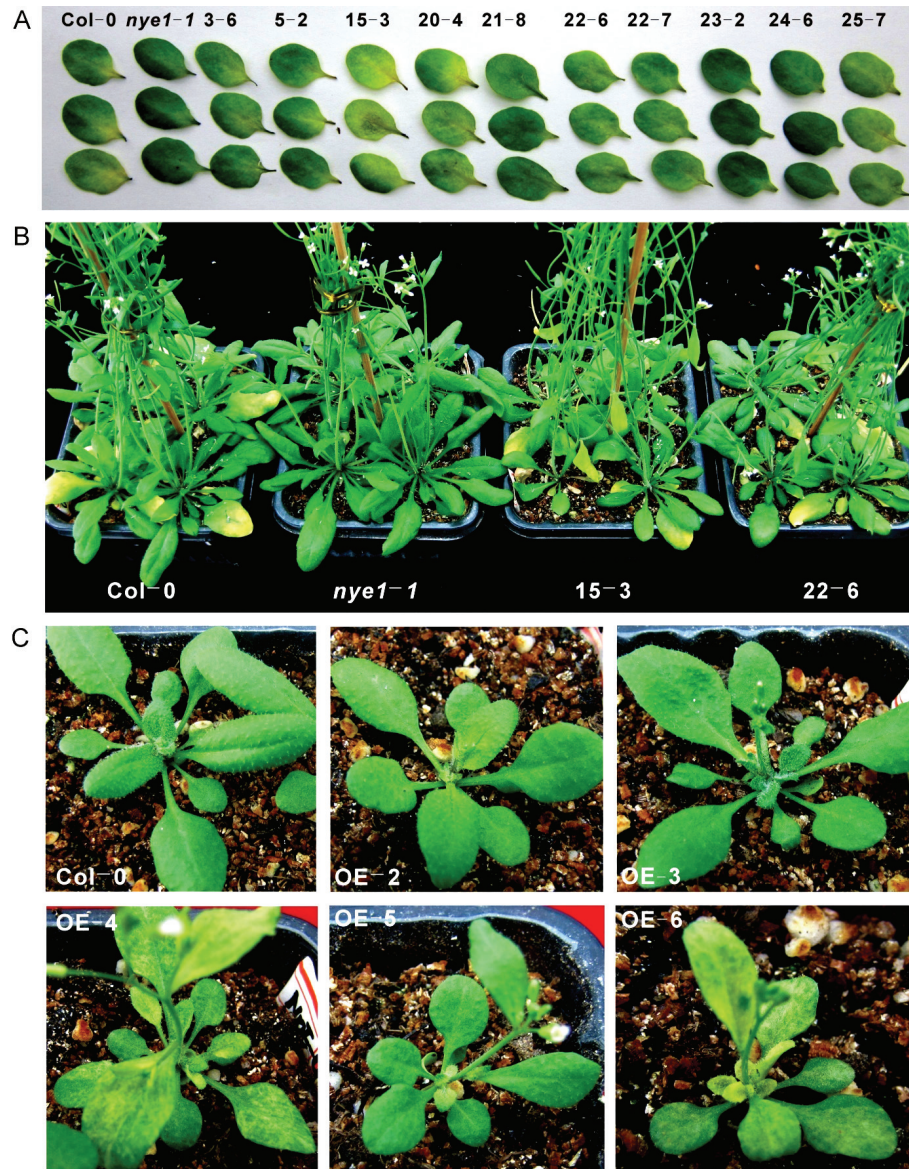 A
Col-0 nye1-1 3-6 5-2 15-3 20-4 21-8 22-6 22-7 23-2 24-6 25-7
B
Col-0 nye1-1 15-3 22-6
C
Col-0 OE-2 OE-3
OE-4 OE-5 OE-6